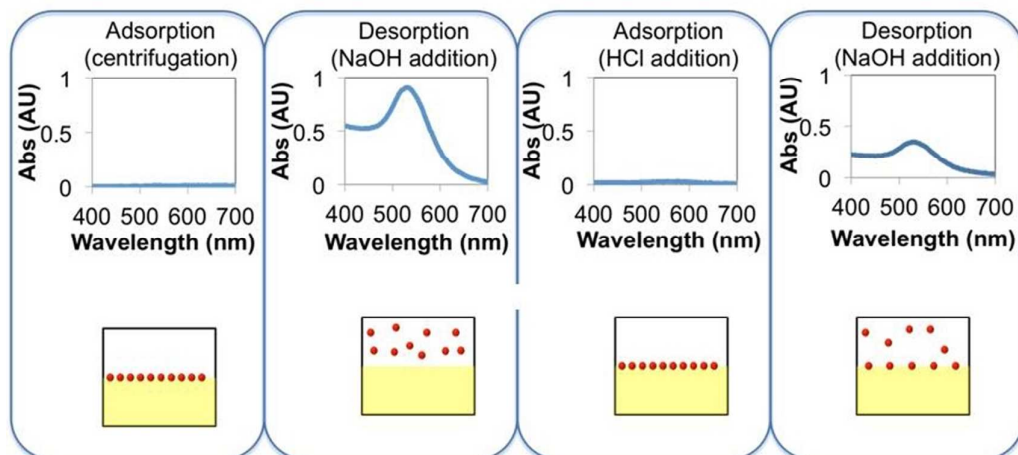 Adsorption
(centrifugation)
1
0.5
0
Abs (AU)
400 500 600 700
Wavelength (nm)
Desorption
(NaOH addition)
1
0.5
0
Abs (AU)
400 500 600 700
Wavelength (nm)
Adsorption
(HCl addition)
1
0.5
0
Abs (AU)
400 500 600 700
Wavelength (nm)
Desorption
(NaOH addition)
1
0.5
0
Abs (AU)
400 500 600 700
Wavelength (nm)